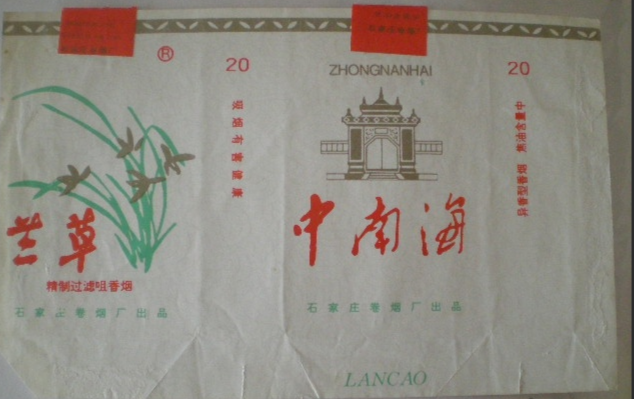 ®
20
吸烟有害健康
兰草
精制过滤咀香烟
石家庄卷烟厂出品
ZHONGNANHAI
中南海
石家庄卷烟厂出品
LANCAO
20
异香型香烟 焦油含量中